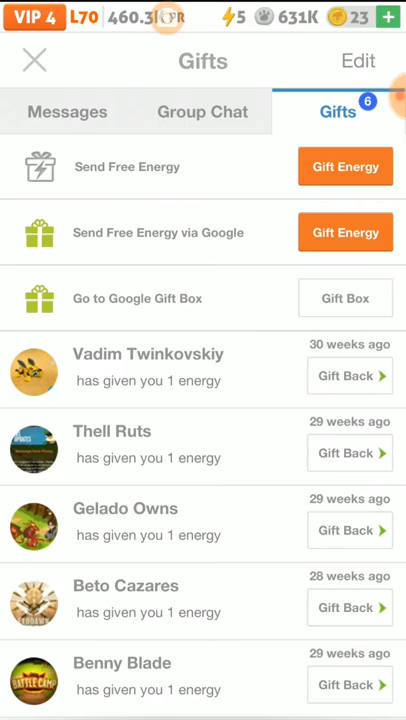 VIP 4 L70 460.3 PR 5 631K 23
Gifts
Edit
Messages
Group Chat
Gifts
6
Send Free Energy
Gift Energy
Send Free Energy via Google
Gift Energy
Go to Google Gift Box
Gift Box
30 weeks ago
Vadim Twinkovskiy
has given you 1 energy
Gift Back
29 weeks ago
Thell Ruts
has given you 1 energy
Gift Back
29 weeks ago
Gelado Owns
has given you 1 energy
Gift Back
28 weeks ago
Beto Cazares
has given you 1 energy
Gift Back
29 weeks ago
Benny Blade
has given you 1 energy
Gift Back
BATTLE CAMP